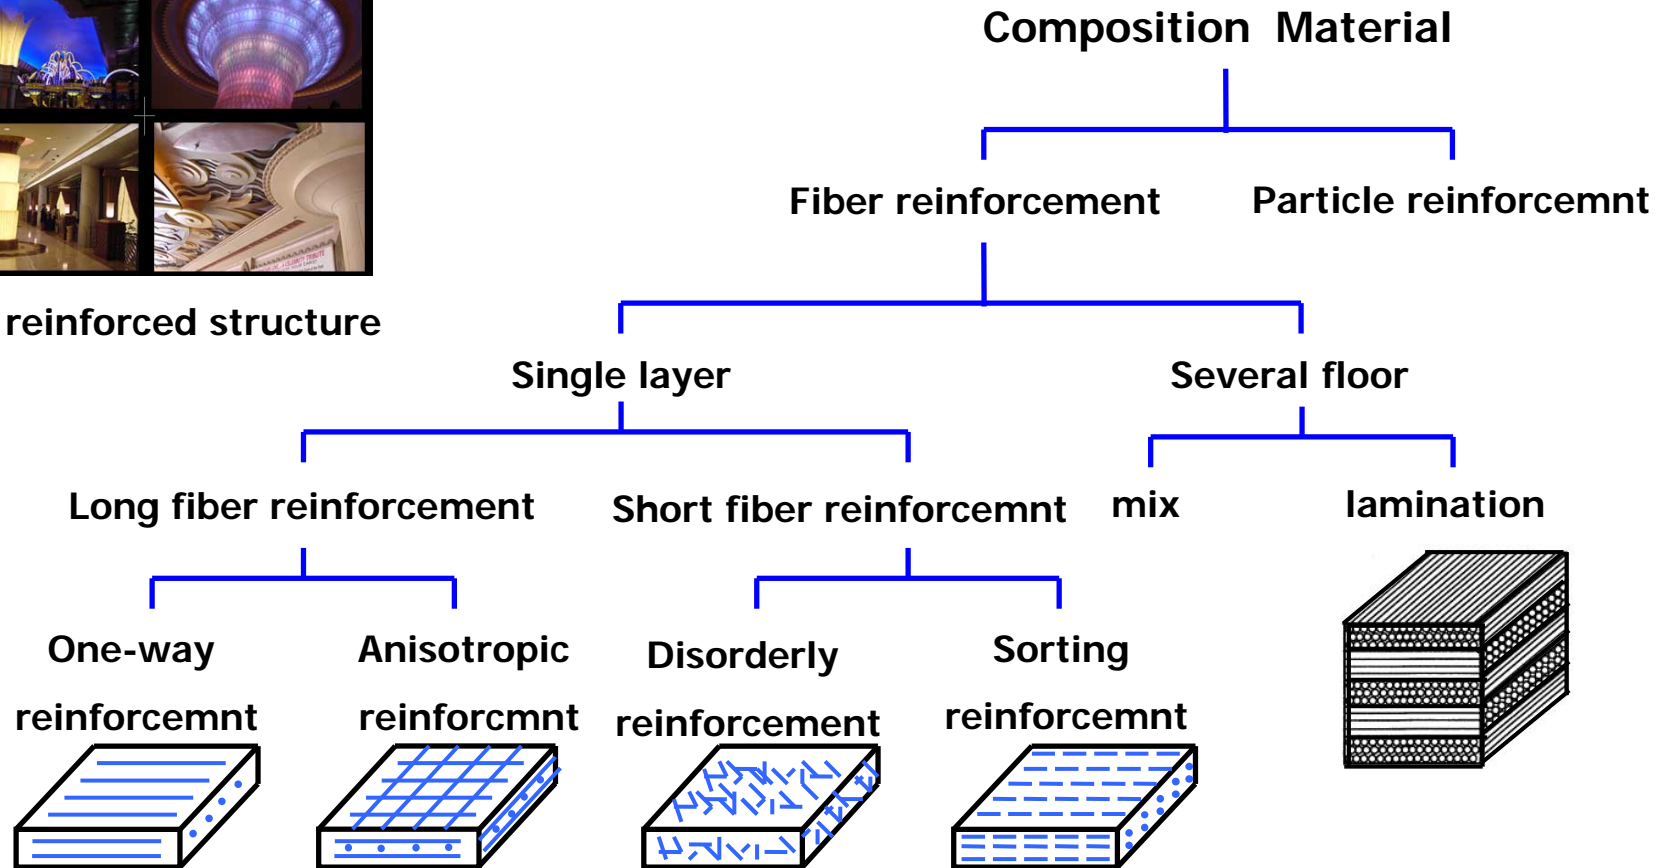 Composition Material
Fiber reinforcement
Particle reinforcemnt
reinforced structure
Single layer
Several floor
Long fiber reinforcement
Short fiber reinforcemnt
mix
lamination
One-way
reinforcemnt
Anisotropic
reinforcmnt
Disorderly
reinforcement
Sorting
reinforcemnt